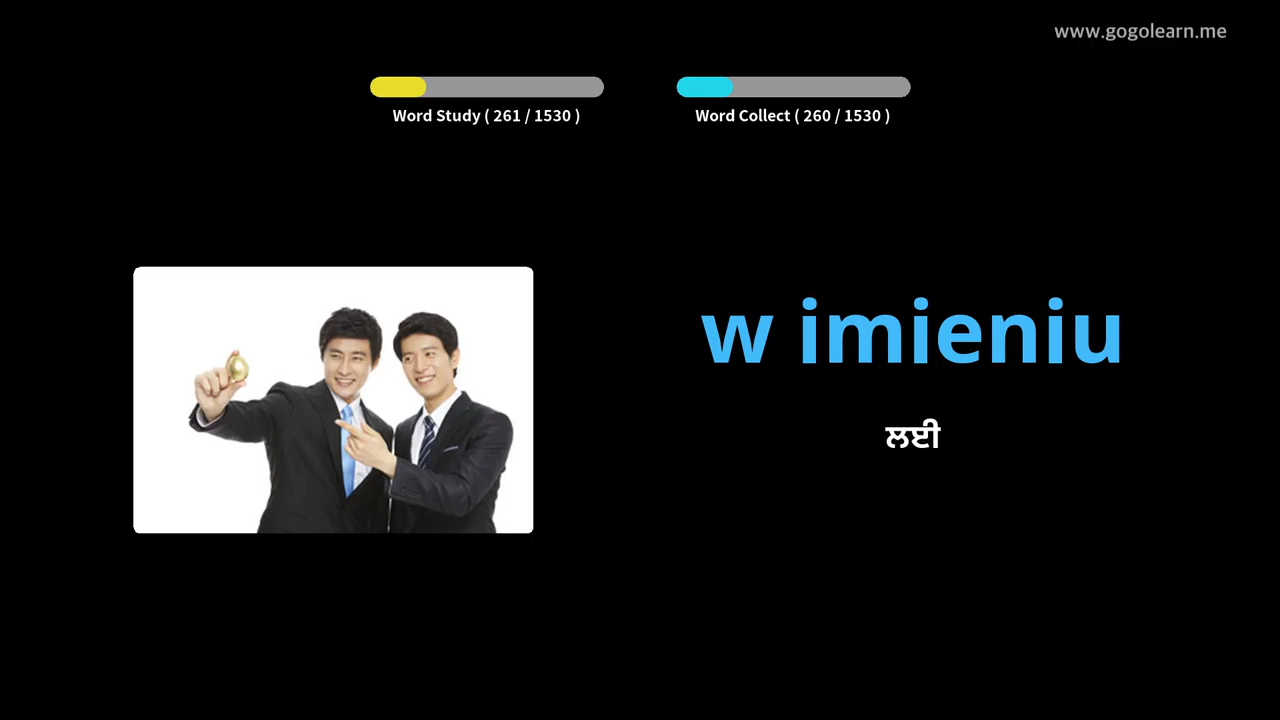 www.gogolearn.me
Word Study ( 261 / 1530 )
Word Collect ( 260 / 1530 )
w imieniu
ਲਈ